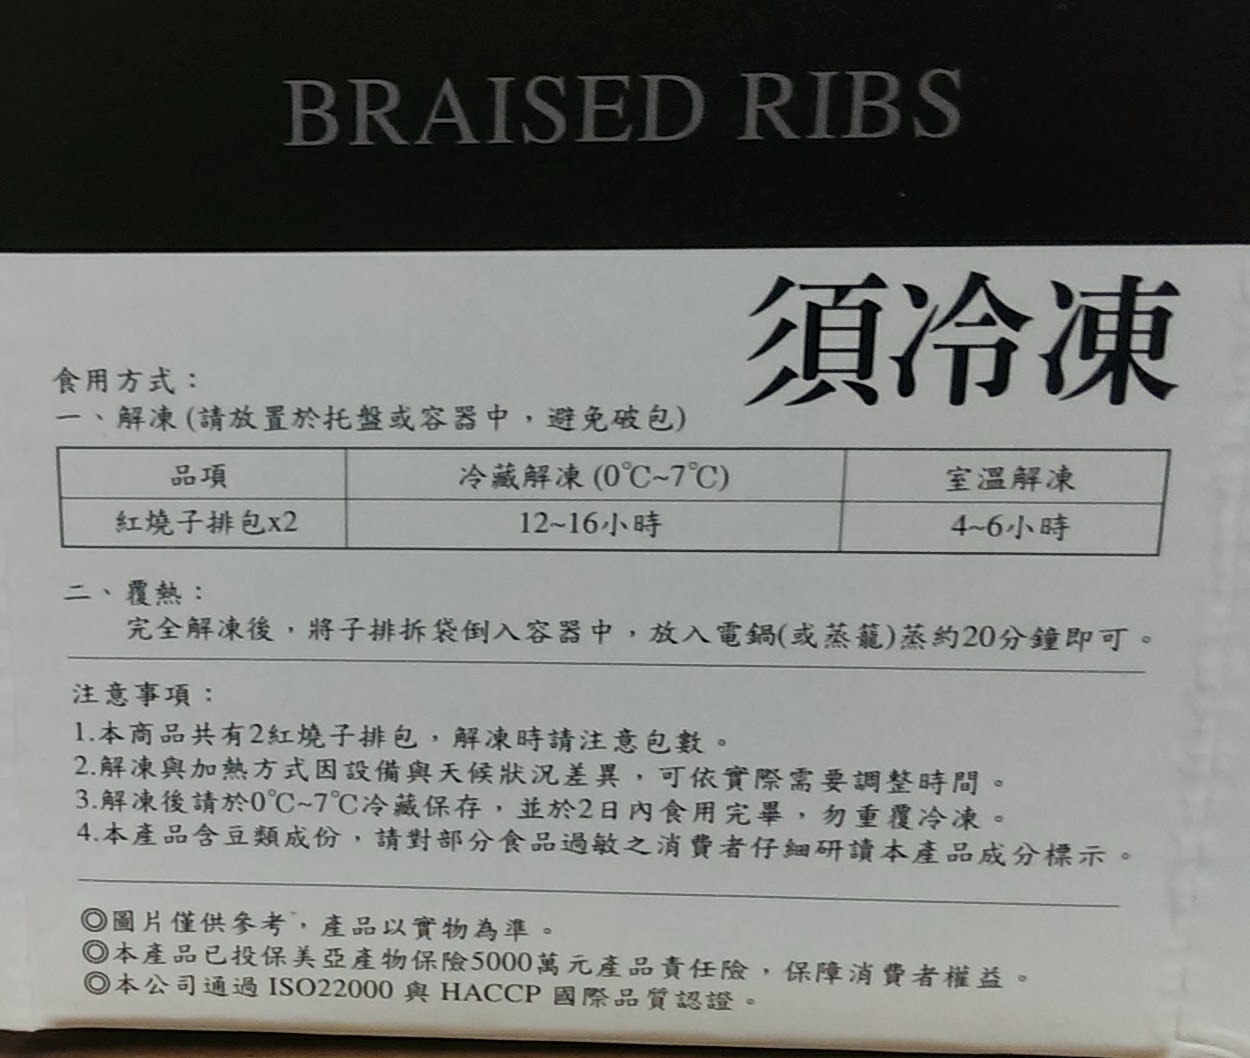 BRAISED RIBS
須冷凍
食用方式：
一、解凍(請放置於托盤或容器中，避免破包)
品項 冷藏解凍(0℃~7℃) 室溫解凍
紅燒子排包x2 12~16小時 4~6小時
二、覆熱：
完全解凍後，將子排拆袋倒入容器中，放入電鍋(或蒸籠)蒸約20分鐘即可。
注意事項：
1.本商品共有2紅燒子排包，解凍時請注意包數。
2.解凍與加熱方式因設備與天候狀況差異，可依實際需要調整時間。
3.解凍後請於0℃~7℃冷藏保存，並於2日內食用完畢，勿重覆冷凍。
4.本產品含豆類成份，請對部分食品過敏之消費者仔細研讀本產品成分標示。
◎圖片僅供參考，產品以實物為準。
◎本產品已投保美亞產物保險5000萬元產品責任險，保障消費者權益。
◎本公司通過 ISO22000 與 HACCP 國際品質認證。